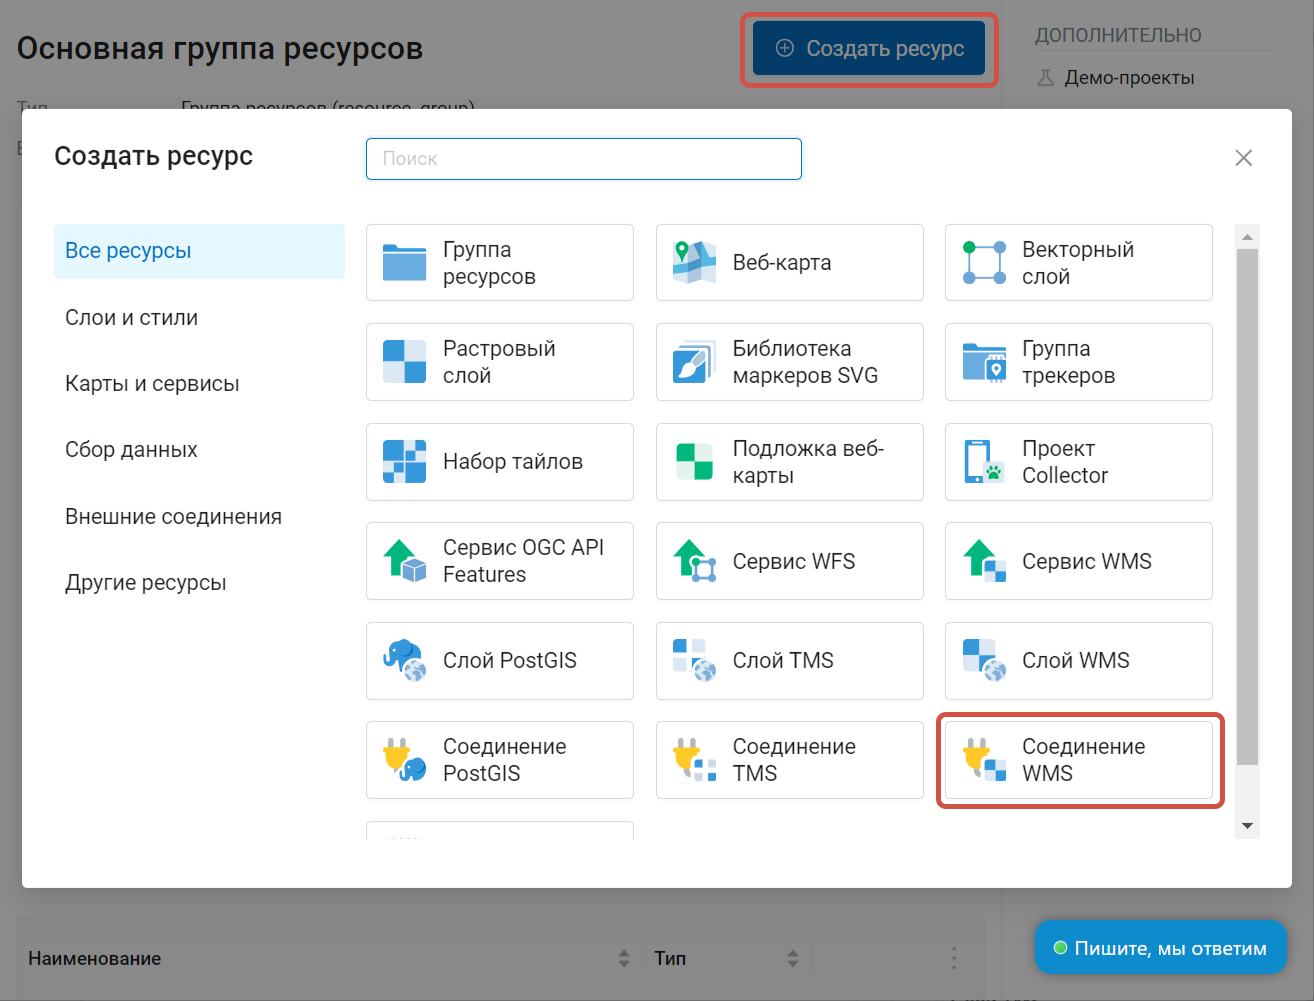 Основная группа ресурсов
Создать ресурс
ДОПОЛНИТЕЛЬНО
Демо-проекты
Тип
Группа ресурсов (resource_group)
Создать ресурс
Поиск
Все ресурсы
Слои и стили
Карты и сервисы
Сбор данных
Внешние соединения
Другие ресурсы
Группа
ресурсов
Веб-карта
Векторный
слой
Растровый
слой
Библиотека
маркеров SVG
Группа
трекеров
Набор тайлов
Подложка веб-
карты
Проект
Collector
Сервис OGC API
Features
Сервис WFS
Сервис WMS
Слой PostGIS
Слой TMS
Слой WMS
Соединение
PostGIS
Соединение
TMS
Соединение
WMS
Наименование
Тип
Пишите, мы ответим